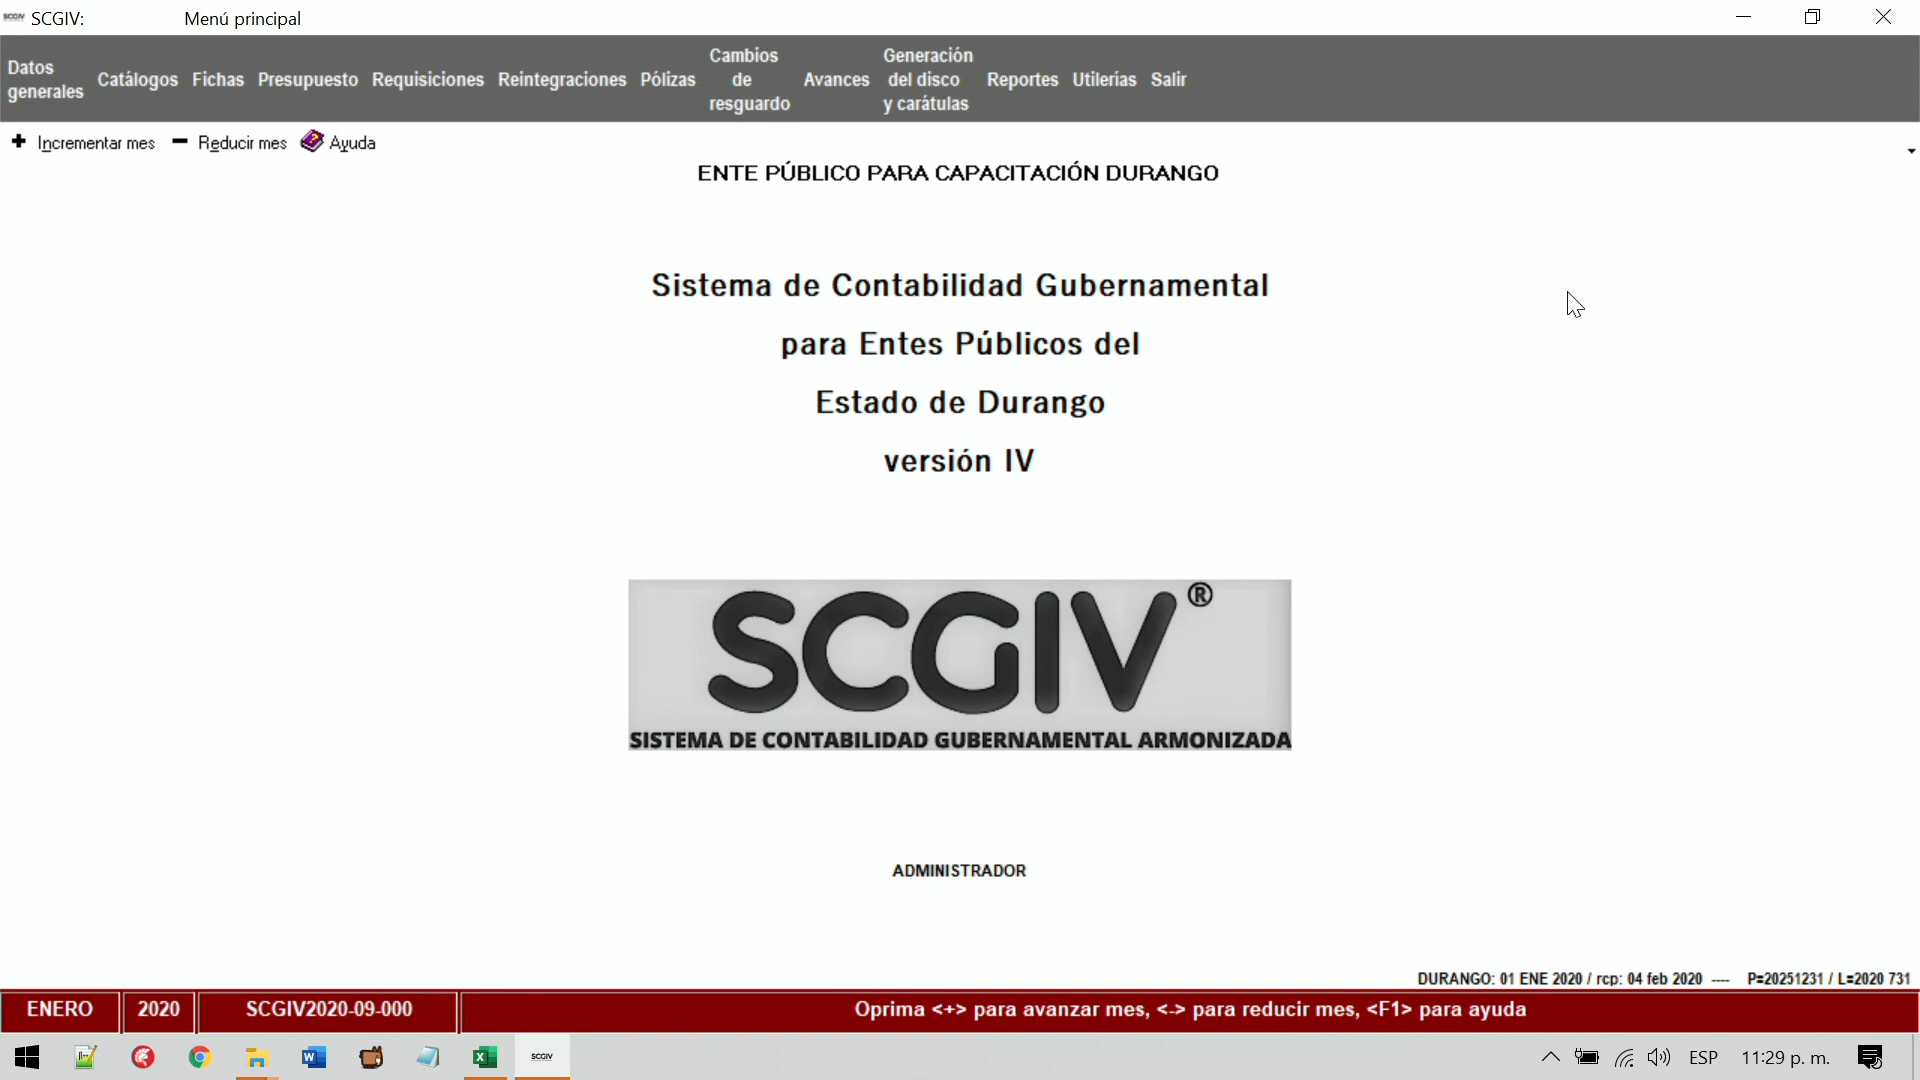 SCGIV: Menú principal
Datos generales Catálogos Fichas Presupuesto Requisiciones Reintegraciones Pólizas Cambios de resguardo Avances Generación del disco y carátulas Reportes Utilerias Salir
Incrementar mes Reducir mes Ayuda
ENTE PÚBLICO PARA CAPACITACIÓN DURANGO
Sistema de Contabilidad Gubernamental
para Entes Públicos del
Estado de Durango
versión IV
SCGIV®
SISTEMA DE CONTABILIDAD GUBERNAMENTAL ARMONIZADA
ADMINISTRADOR
DURANGO: 01 ENE 2020 / rcp: 04 feb 2020 ---- P=20251231 / L=2020 731
ENERO 2020 SCGIV2020-09-000 Oprima <+> para avanzar mes, <-> para reducir mes, <F1> para ayuda
SCGIV ESP 11:29 p. m.